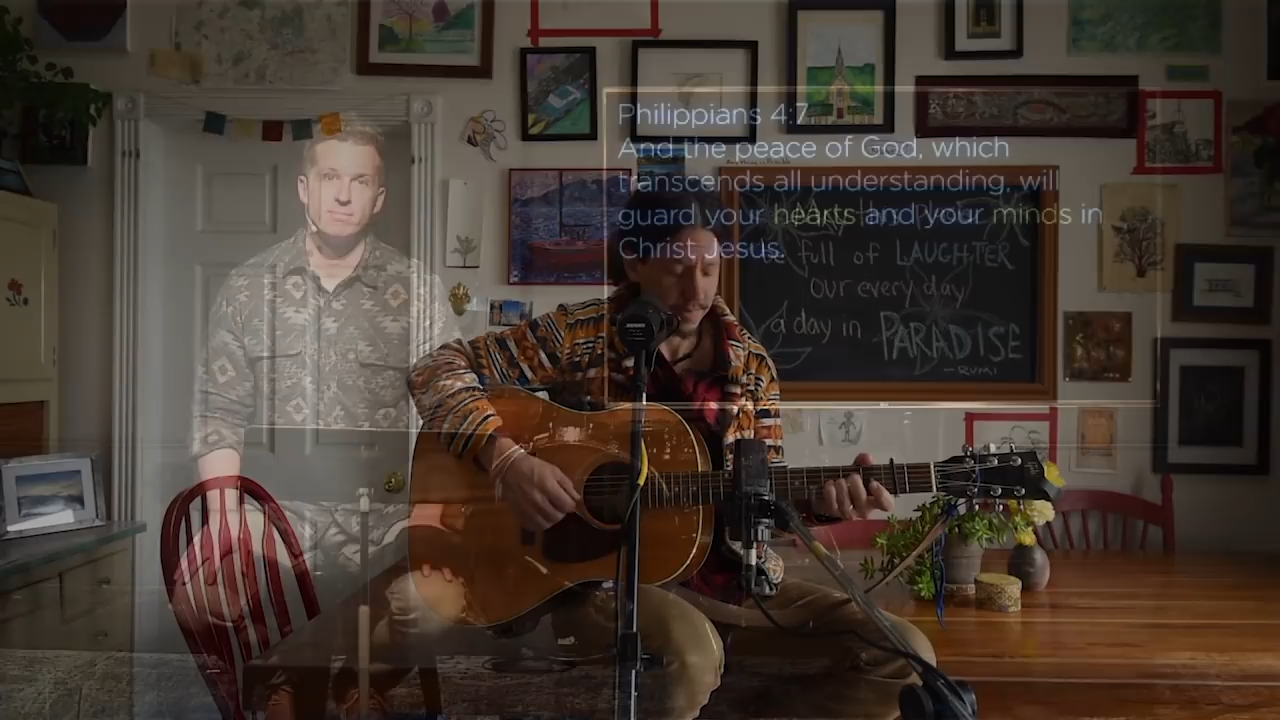 Philippians 4:7
And the peace of God, which
transcends all understanding, will
guard your hearts and your minds in
Christ Jesus.
be full of LAUGHTER
our every day
a day in PARADISE
-RUMI